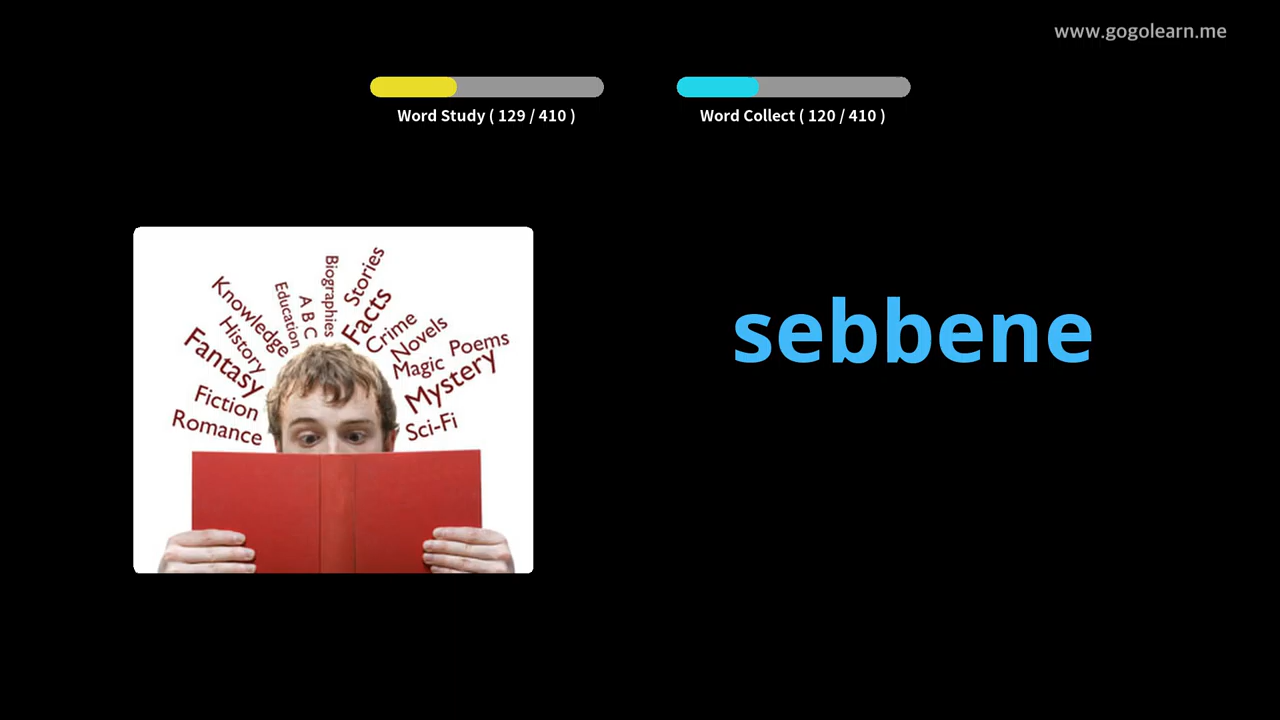 www.gogolearn.me
Word Study ( 129 / 410 )
Word Collect ( 120 / 410 )
Biographies
Stories
Education
A B C
Facts
Knowledge
Crime
History
Novels
Fantasy
Magic
Poems
Mystery
Fiction
Romance
Sci-Fi
sebbene